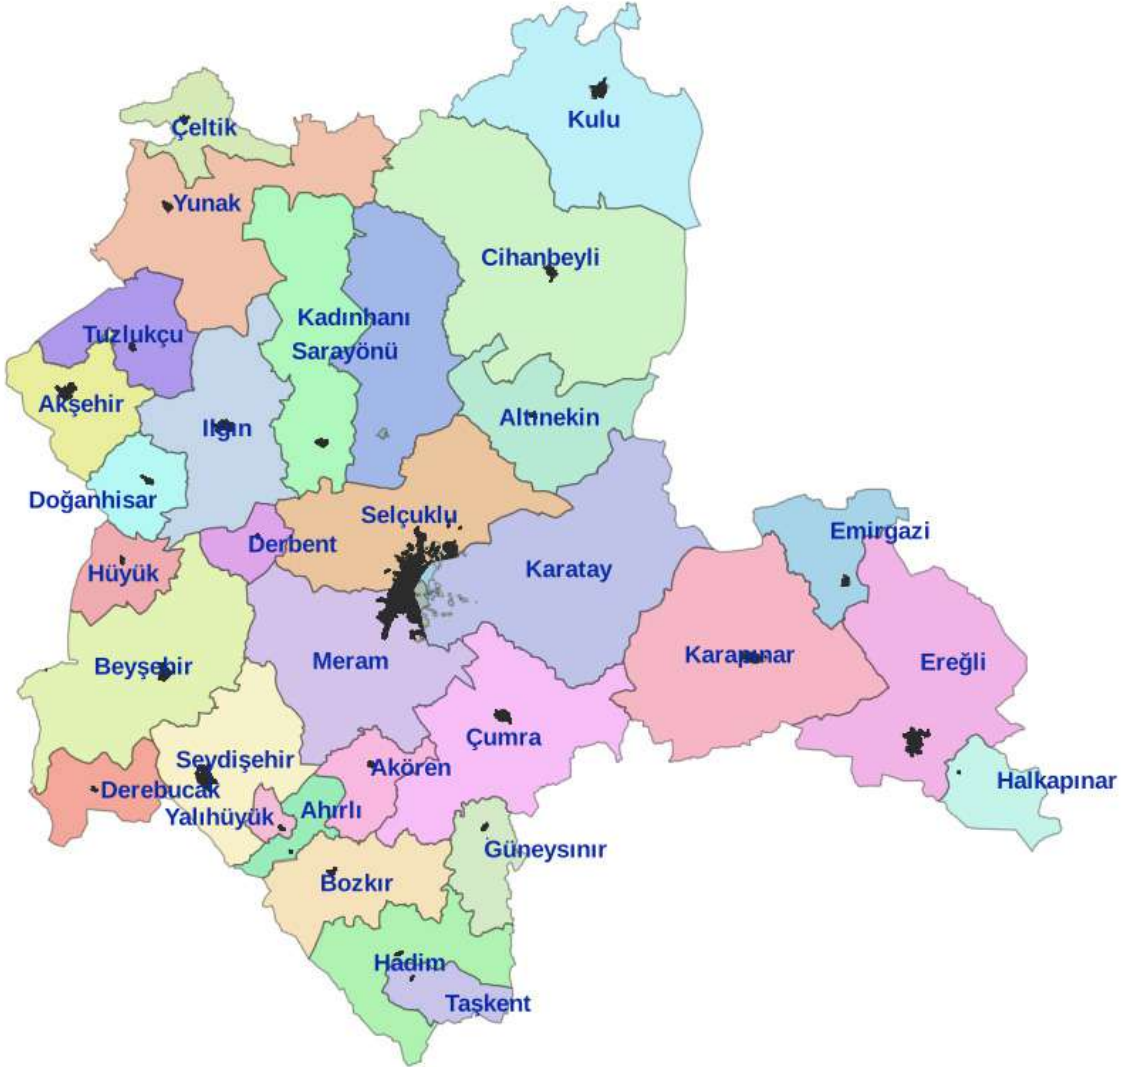 Kulu
Çeltik
Yunak
Cihanbeyli
Kadınhanı
Tuzlukçu
Sarayönü
Akşehir
Altınekin
Ilgın
Doğanhisar
Selçuklu
Emirgazi
Derbent
Hüyük
Karatay
Karapınar
Meram
Beyşehir
Ereğli
Çumra
Seydişehir
Akören
Halkapınar
Derebucak
Ahırlı
Yalıhüyük
Güneysınır
Bozkır
Hadim
Taşkent